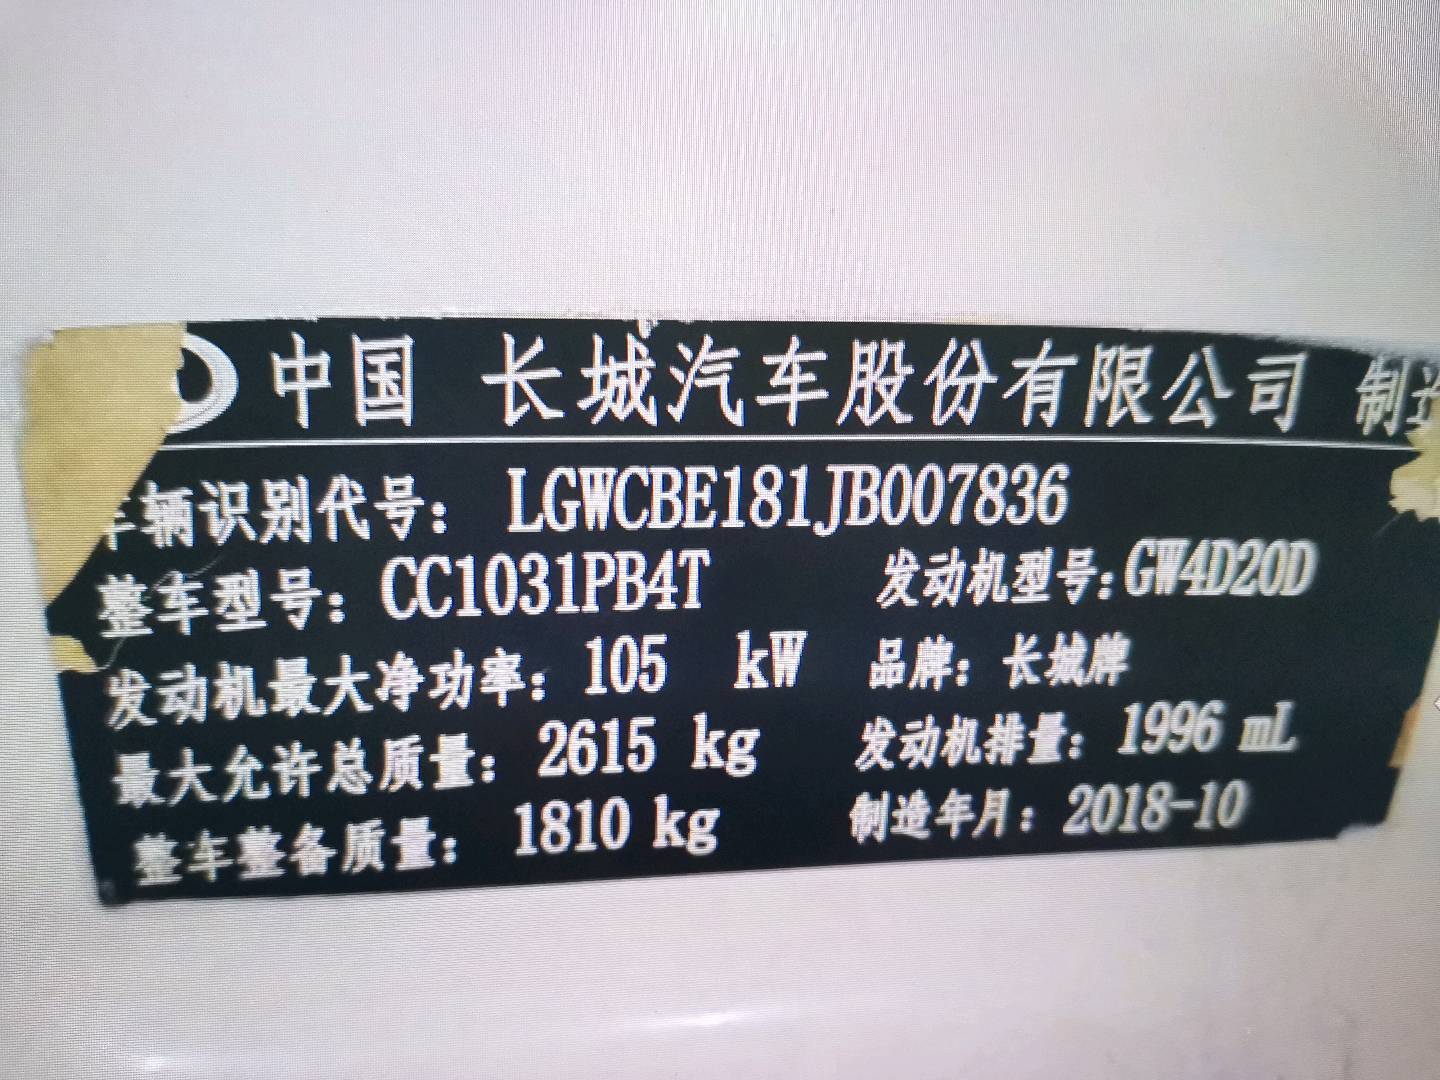 中国 长城汽车股份有限公司 制造
车辆识别代号: LGWCBE181JB007836
整车型号: CC1031PB4T 发动机型号: GW4D20D
发动机最大净功率: 105 kW 品牌: 长城牌
最大允许总质量: 2615 kg 发动机排量: 1996 mL
整车整备质量: 1810 kg 制造年月: 2018-10